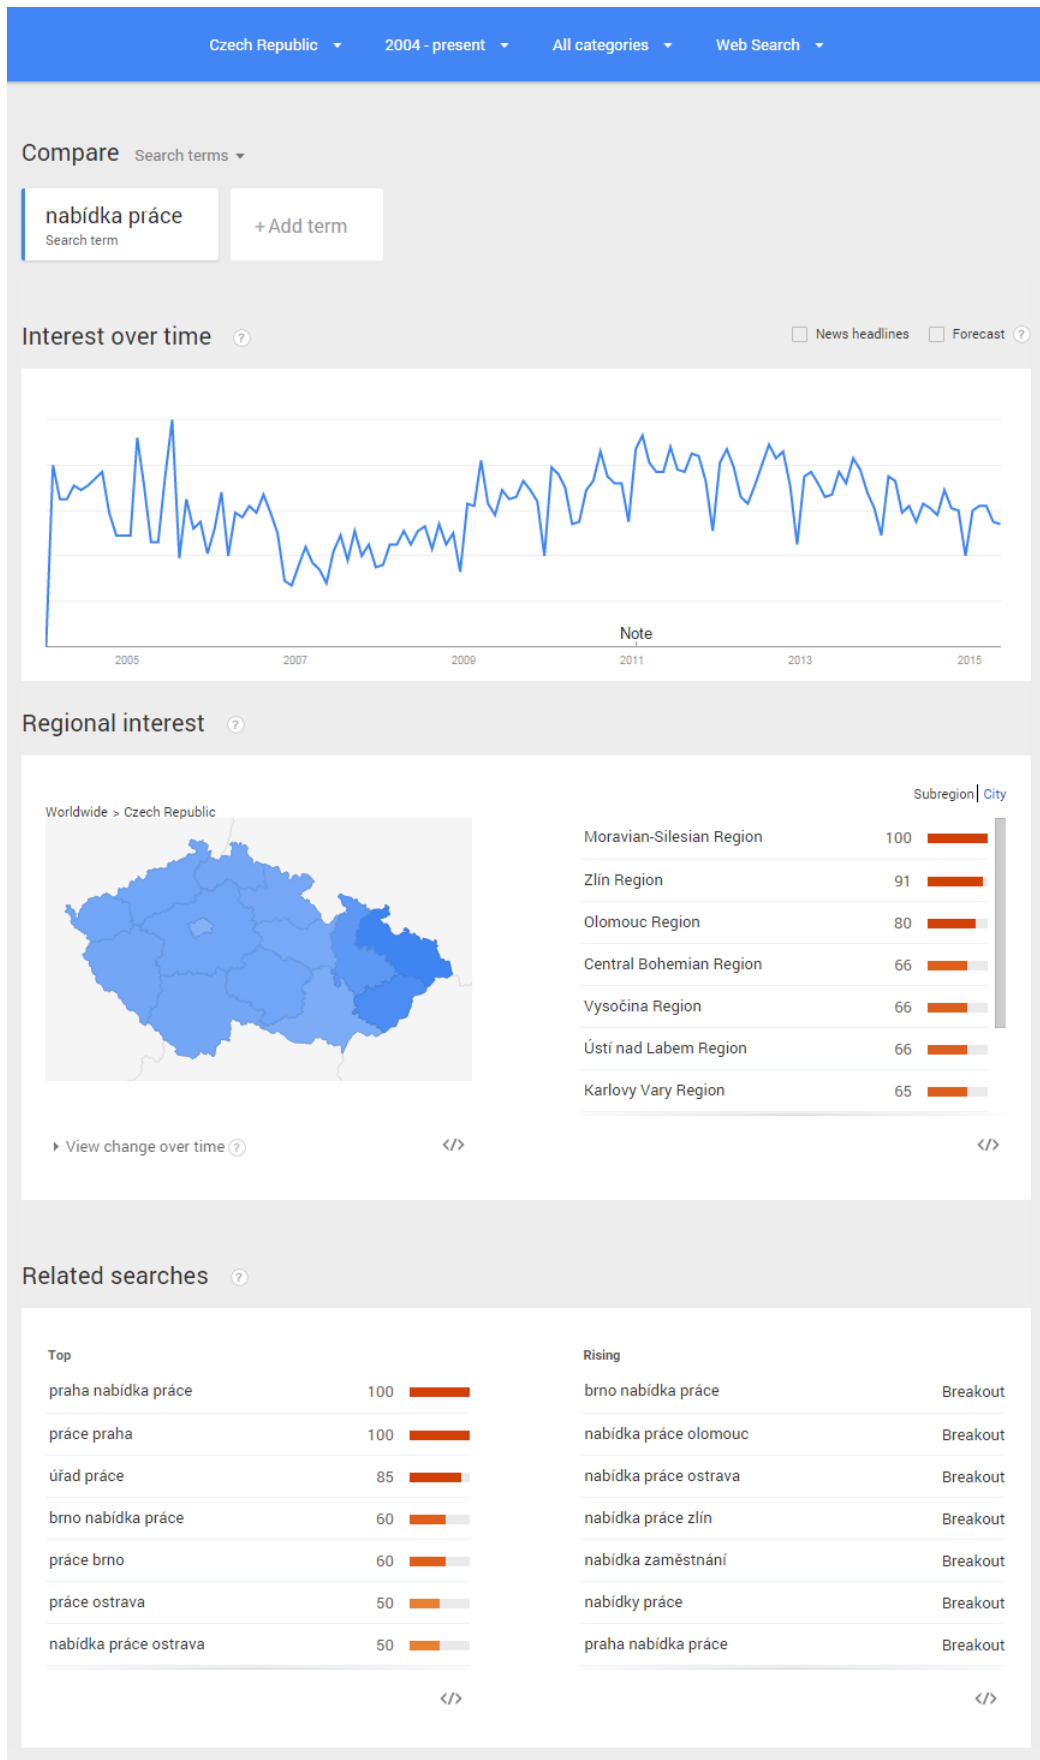 Czech Republic 2004 - present All categories Web Search
Compare Search terms
nabídka práce
Search term
+ Add term
Interest over time ?
News headlines Forecast ?
Note
2005 2007 2009 2011 2013 2015
Regional interest ?
Subregion City
Worldwide > Czech Republic
Moravian-Silesian Region 100
Zlín Region 91
Olomouc Region 80
Central Bohemian Region 66
Vysočina Region 66
Ústí nad Labem Region 66
Karlovy Vary Region 65
View change over time ? </> </>
Related searches ?
Top
praha nabídka práce 100
práce praha 100
úřad práce 85
brno nabídka práce 60
práce brno 60
práce ostrava 50
nabídka práce ostrava 50
</>
Rising
brno nabídka práce Breakout
nabídka práce olomouc Breakout
nabídka práce ostrava Breakout
nabídka práce zlín Breakout
nabídka zaměstnání Breakout
nabídky práce Breakout
praha nabídka práce Breakout
</>